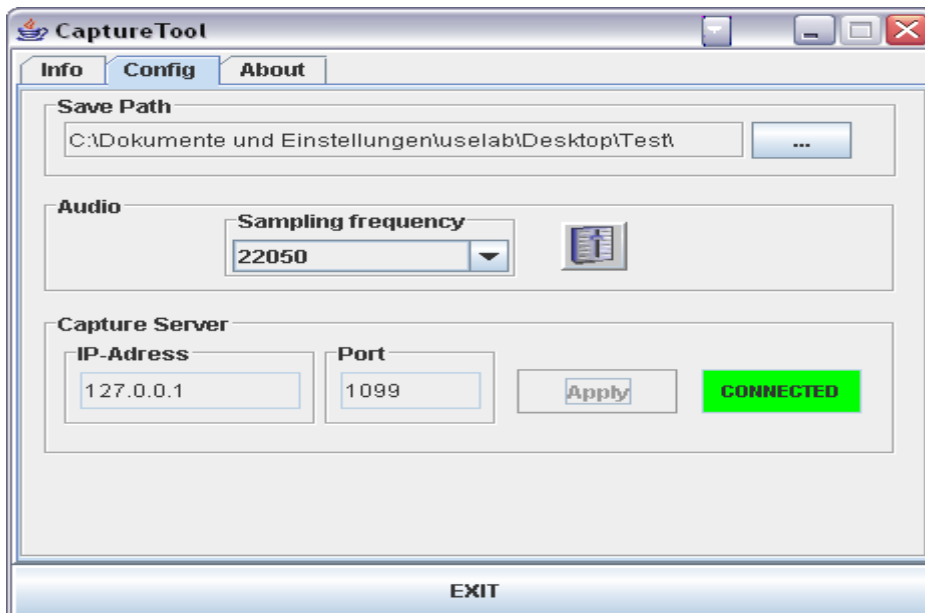 CaptureTool
Info Config About
Save Path
C:\Dokumente und Einstellungen\uselab\Desktop\Test\ ...
Audio
Sampling frequency
22050
Capture Server
IP-Adress Port
127.0.0.1 1099 Apply CONNECTED
EXIT